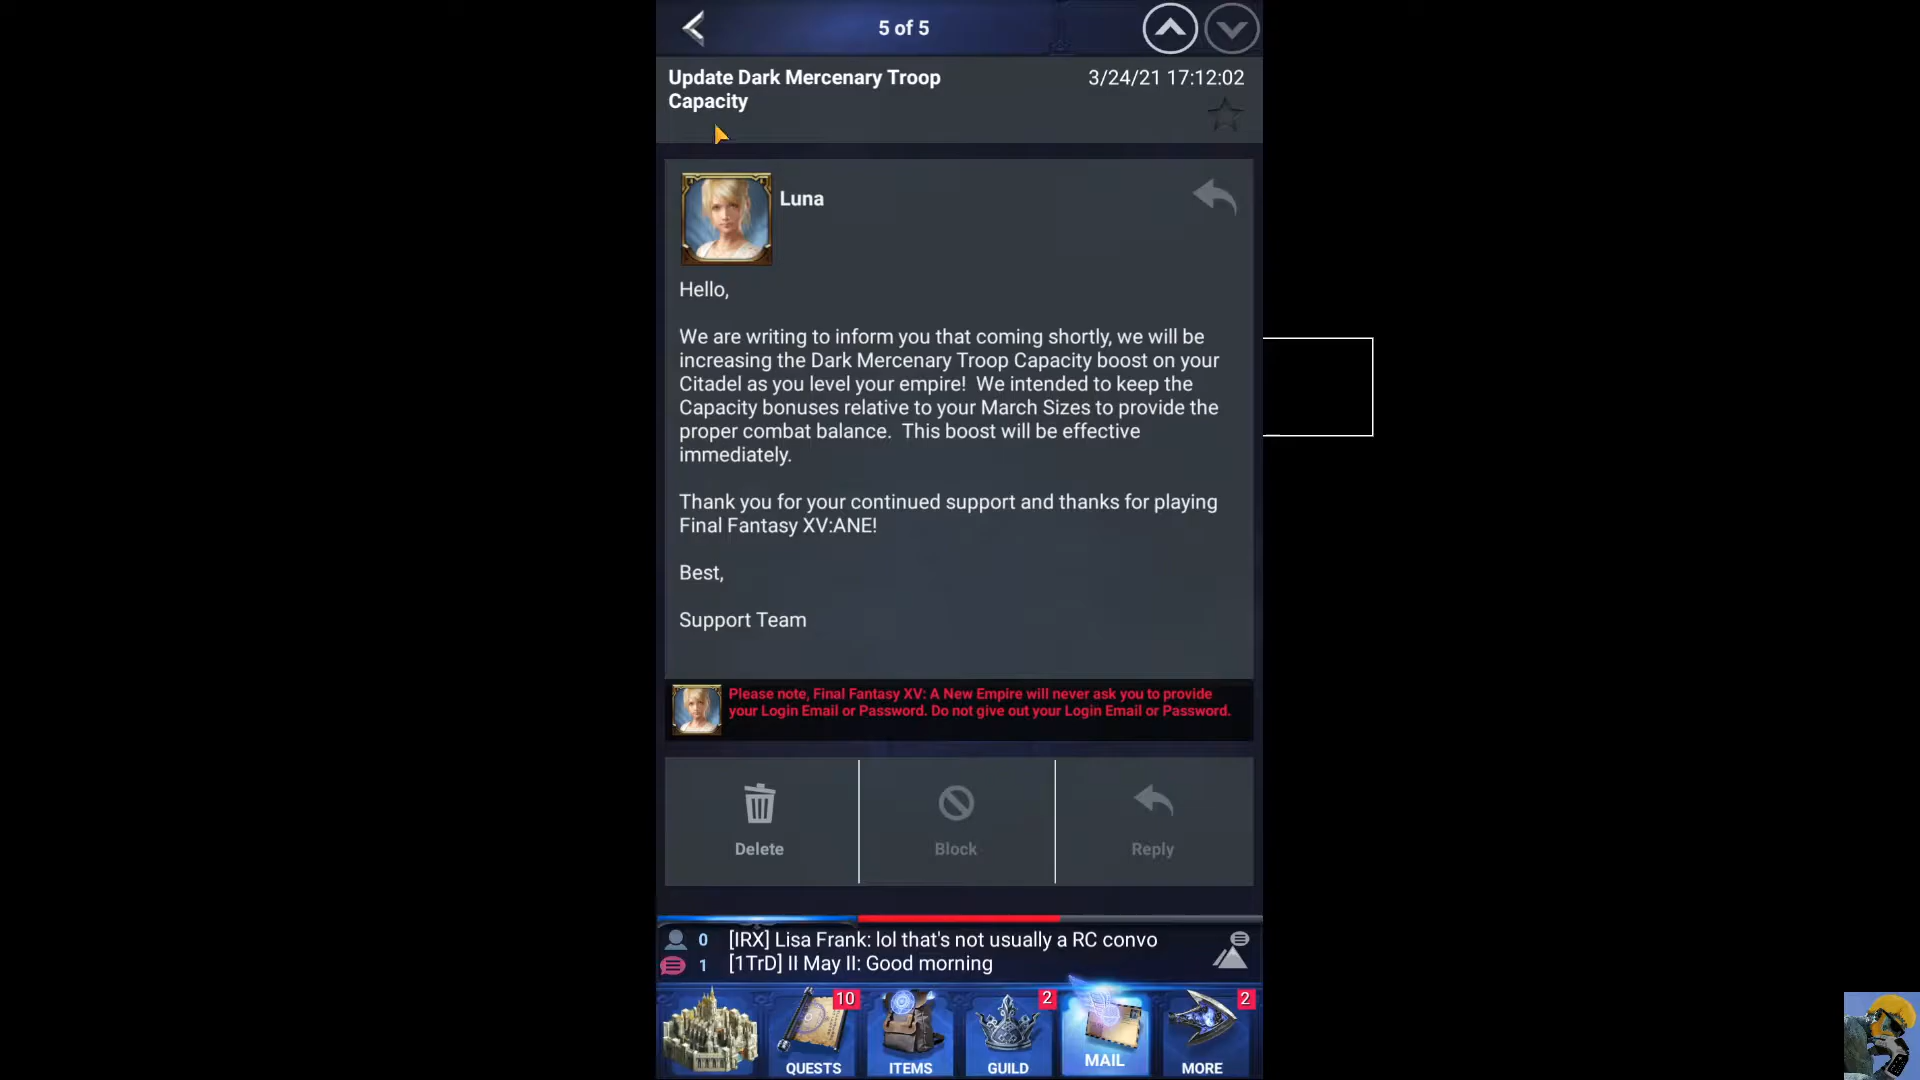 5 of 5
Update Dark Mercenary Troop
Capacity
3/24/21 17:12:02
Luna
Hello,
We are writing to inform you that coming shortly, we will be
increasing the Dark Mercenary Troop Capacity boost on your
Citadel as you level your empire!  We intended to keep the
Capacity bonuses relative to your March Sizes to provide the
proper combat balance.  This boost will be effective
immediately.
Thank you for your continued support and thanks for playing
Final Fantasy XV:ANE!
Best,
Support Team
Please note, Final Fantasy XV: A New Empire will never ask you to provide
your Login Email or Password. Do not give out your Login Email or Password.
Delete
Block
Reply
0 [IRX] Lisa Frank: lol that's not usually a RC convo
1 [1TrD] II May II: Good morning
10
2
2
QUESTS
ITEMS
GUILD
MAIL
MORE